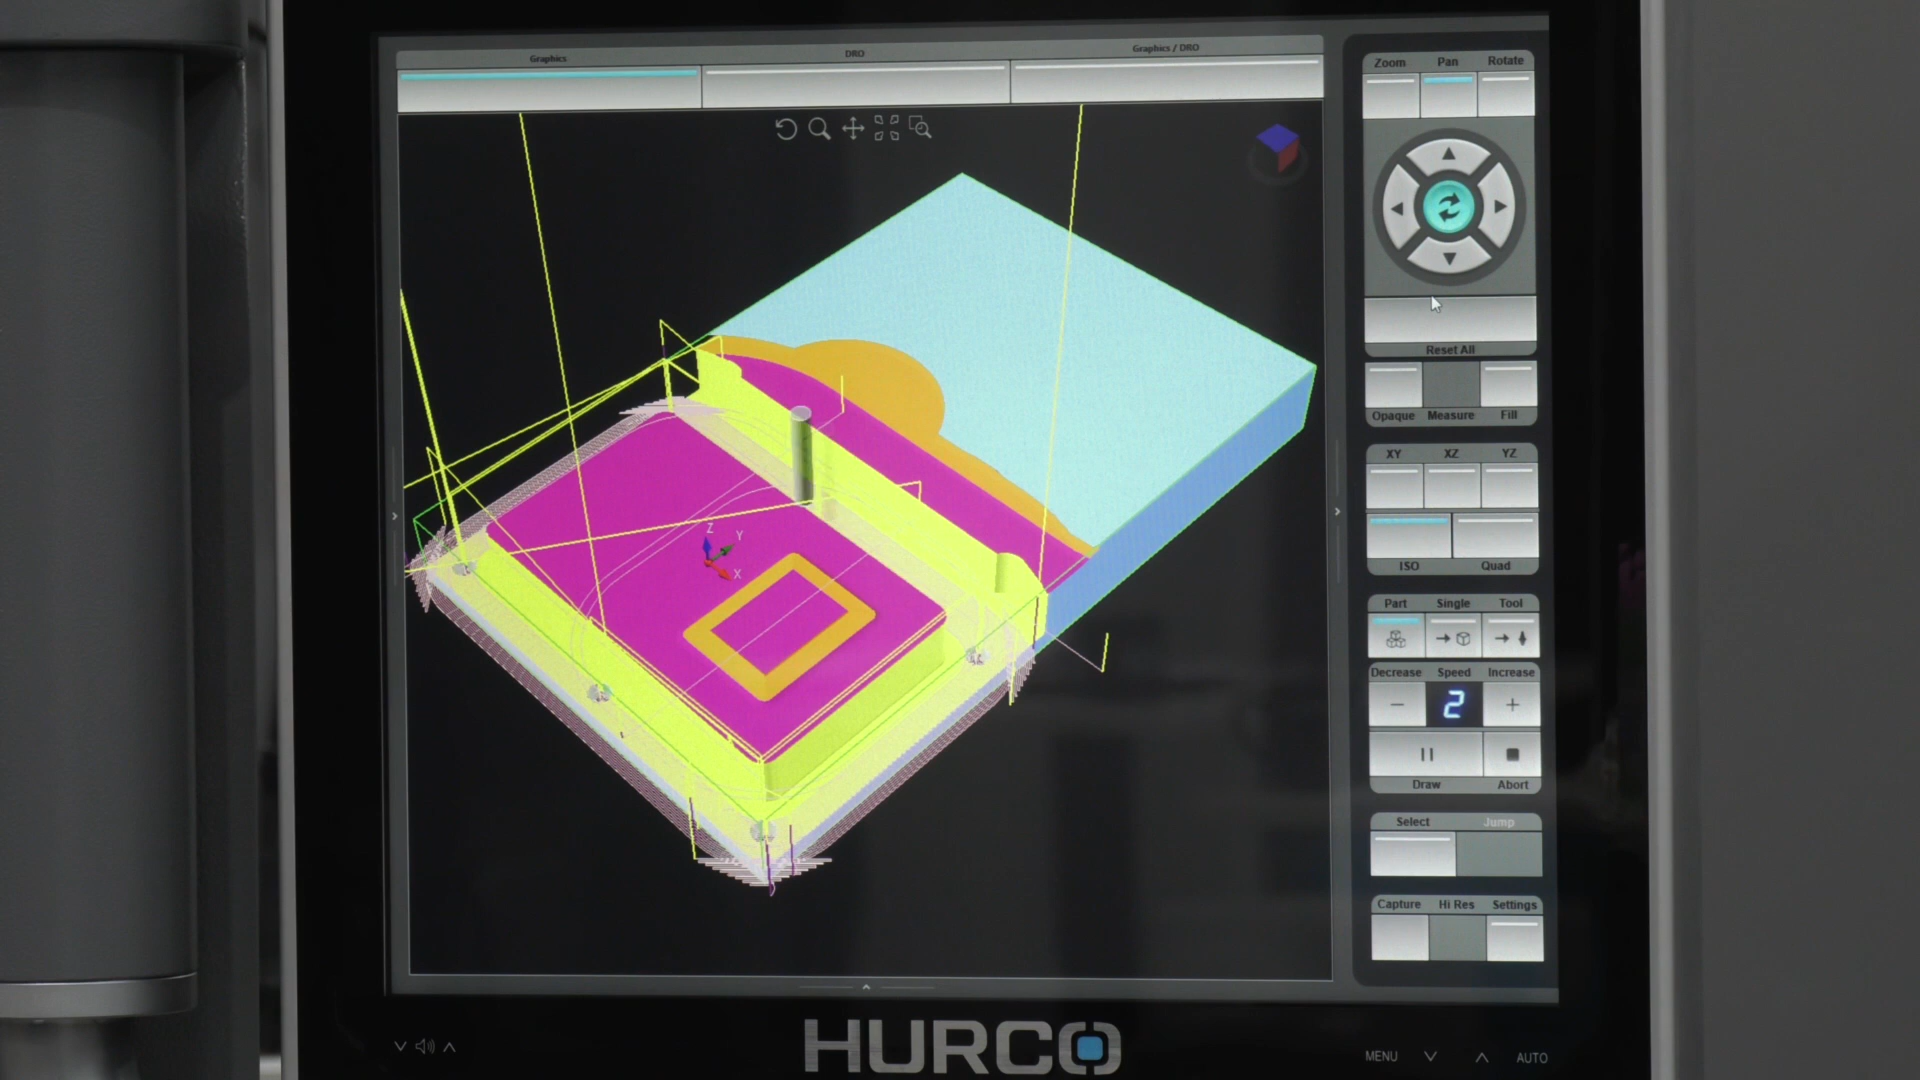 Graphics DRO Graphics / DRO
Zoom Pan Rotate
Reset All
Opaque Measure Fill
XY XZ YZ
ISO Quad
Part Single Tool
Decrease Speed Increase
2
Draw Abort
Select Jump
Capture Hi Res Settings
Z
Y
X
HURCO
MENU AUTO